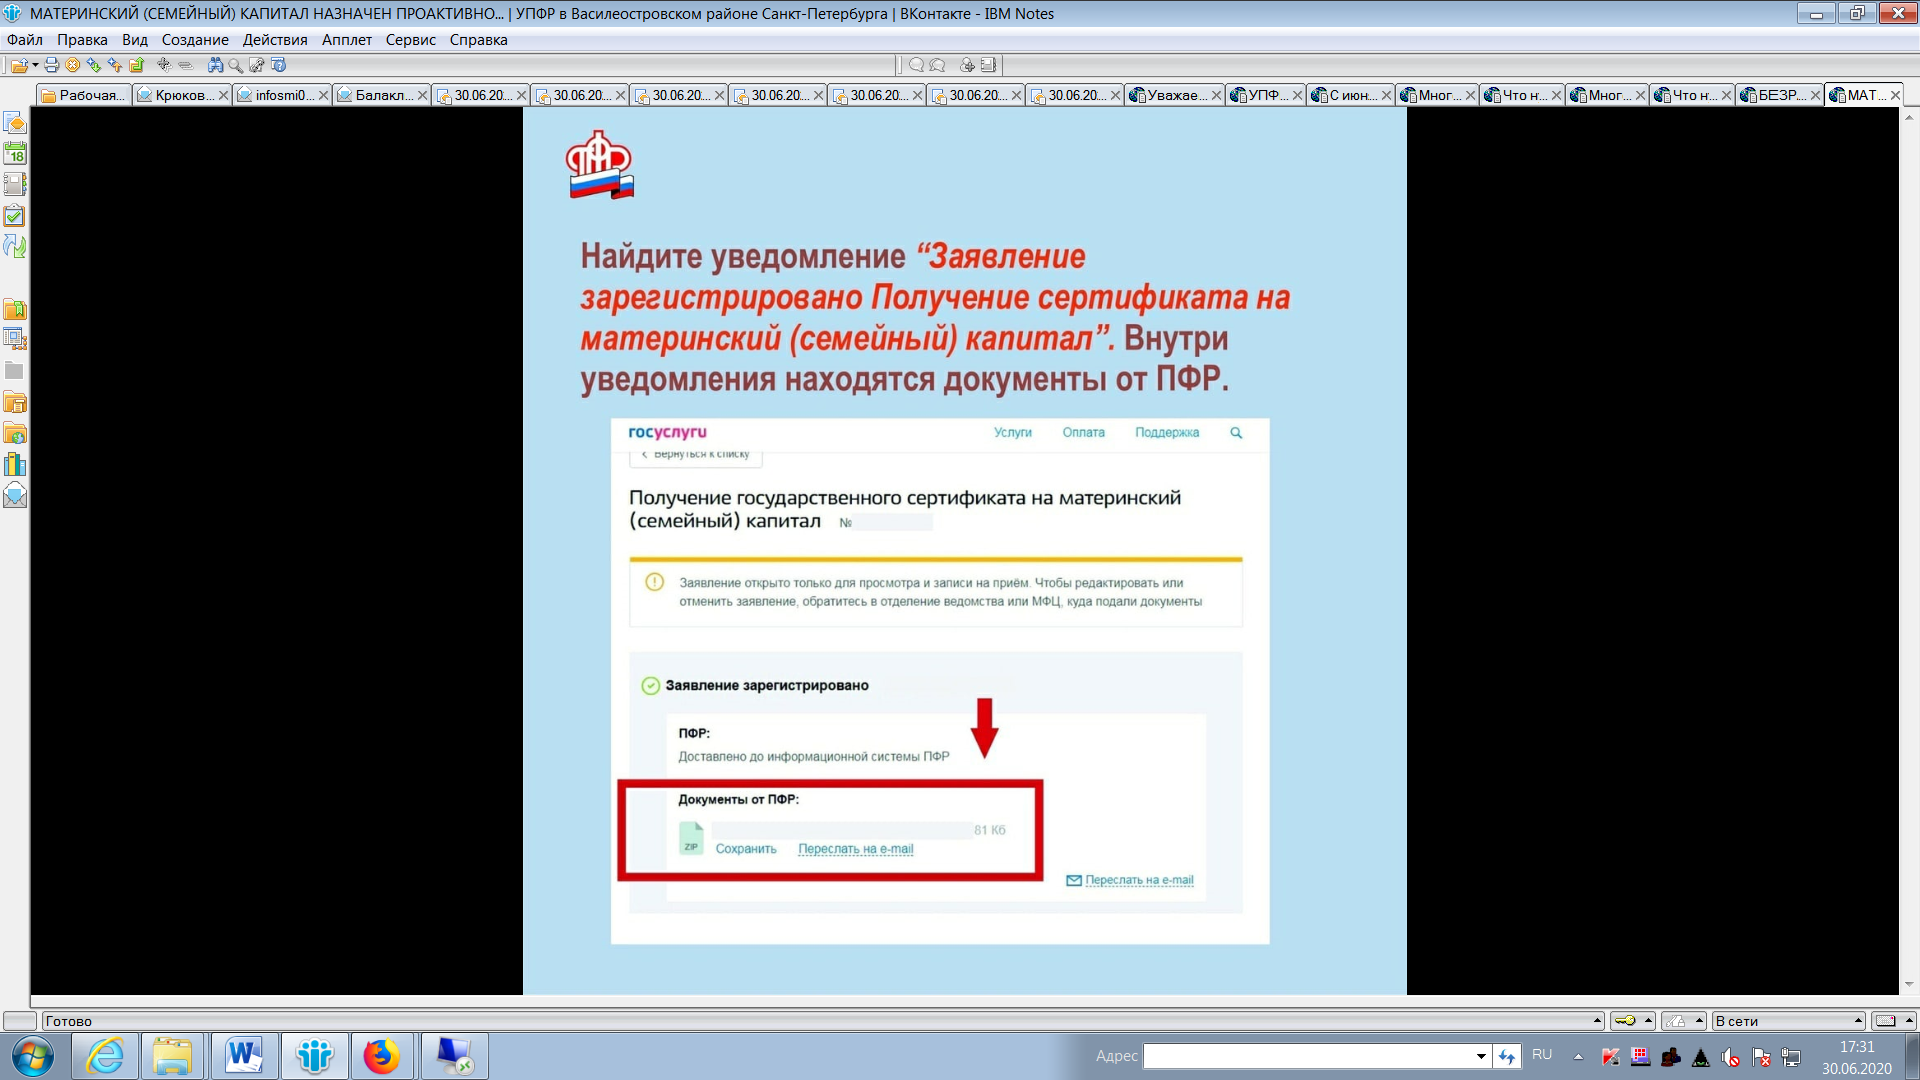 МАТЕРИНСКИЙ (СЕМЕЙНЫЙ) КАПИТАЛ НАЗНАЧЕН ПРОАКТИВНО... | УПФР в Василеостровском районе Санкт-Петербурга | ВКонтакте - IBM Notes
Файл Правка Вид Создание Действия Апплет Сервис Справка
Рабочая... Крюков... infosmi0... Балакл... 30.06.20... 30.06.20... 30.06.20... 30.06.20... 30.06.20... 30.06.20... 30.06.20... Уважае... УПФ... С июн... Мног... Что н... Мног... Что н... БЕЗР... МАТ...
18
ПФР
Найдите уведомление “Заявление
зарегистрировано Получение сертификата на
материнский (семейный) капитал”. Внутри
уведомления находятся документы от ПФР.
госуслуги Услуги Оплата Поддержка
Вернуться к списку
Получение государственного сертификата на материнский
(семейный) капитал №
Заявление открыто только для просмотра и записи на приём. Чтобы редактировать или
отменить заявление, обратитесь в отделение ведомства или МФЦ, куда подали документы
Заявление зарегистрировано
ПФР:
Доставлено до информационной системы ПФР
Документы от ПФР:
81 Кб
ZIP
Сохранить Переслать на e-mail
Переслать на e-mail
Готово В сети
Адрес RU 17:31
30.06.2020